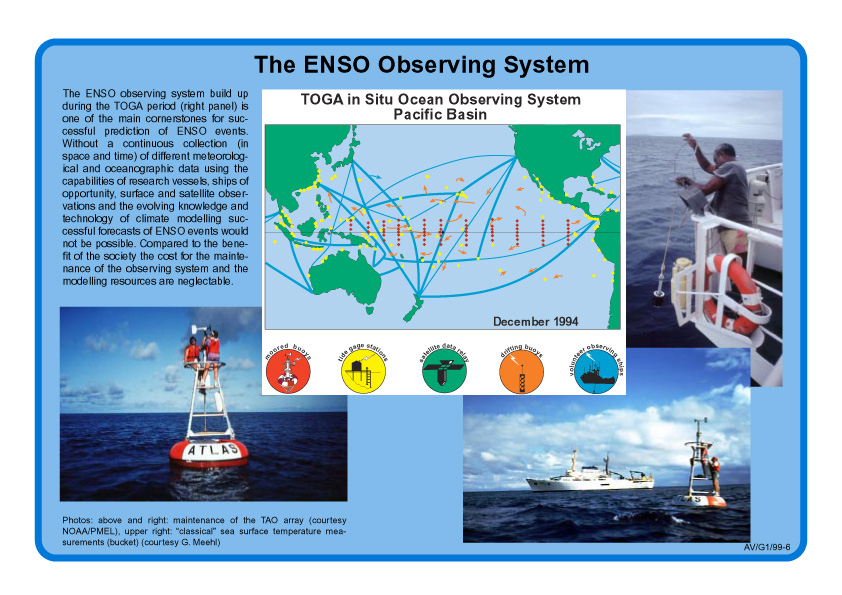 The ENSO Observing System
The ENSO observing system build up
during the TOGA period (right panel) is
one of the main cornerstones for suc-
cessful prediction of ENSO events.
Without a continuous collection (in
space and time) of different meteorolog-
ical and oceanographic data using the
capabilities of research vessels, ships of
opportunity, surface and satellite obser-
vations and the evolving knowledge and
technology of climate modelling suc-
cessful forecasts of ENSO events would
not be possible. Compared to the bene-
fit of the society the cost for the mainte-
nance of the observing system and the
modelling resources are neglectable.
TOGA in Situ Ocean Observing System
Pacific Basin
December 1994
moored buoys
tide gage stations
satellite data relay
drifting buoys
volunteer observing ships
ATLAS
AS
Photos: above and right: maintenance of the TAO array (courtesy
NOAA/PMEL), upper right: "classical" sea surface temperature mea-
surements (bucket) (courtesy G. Meehl)
AV/G1/99-6